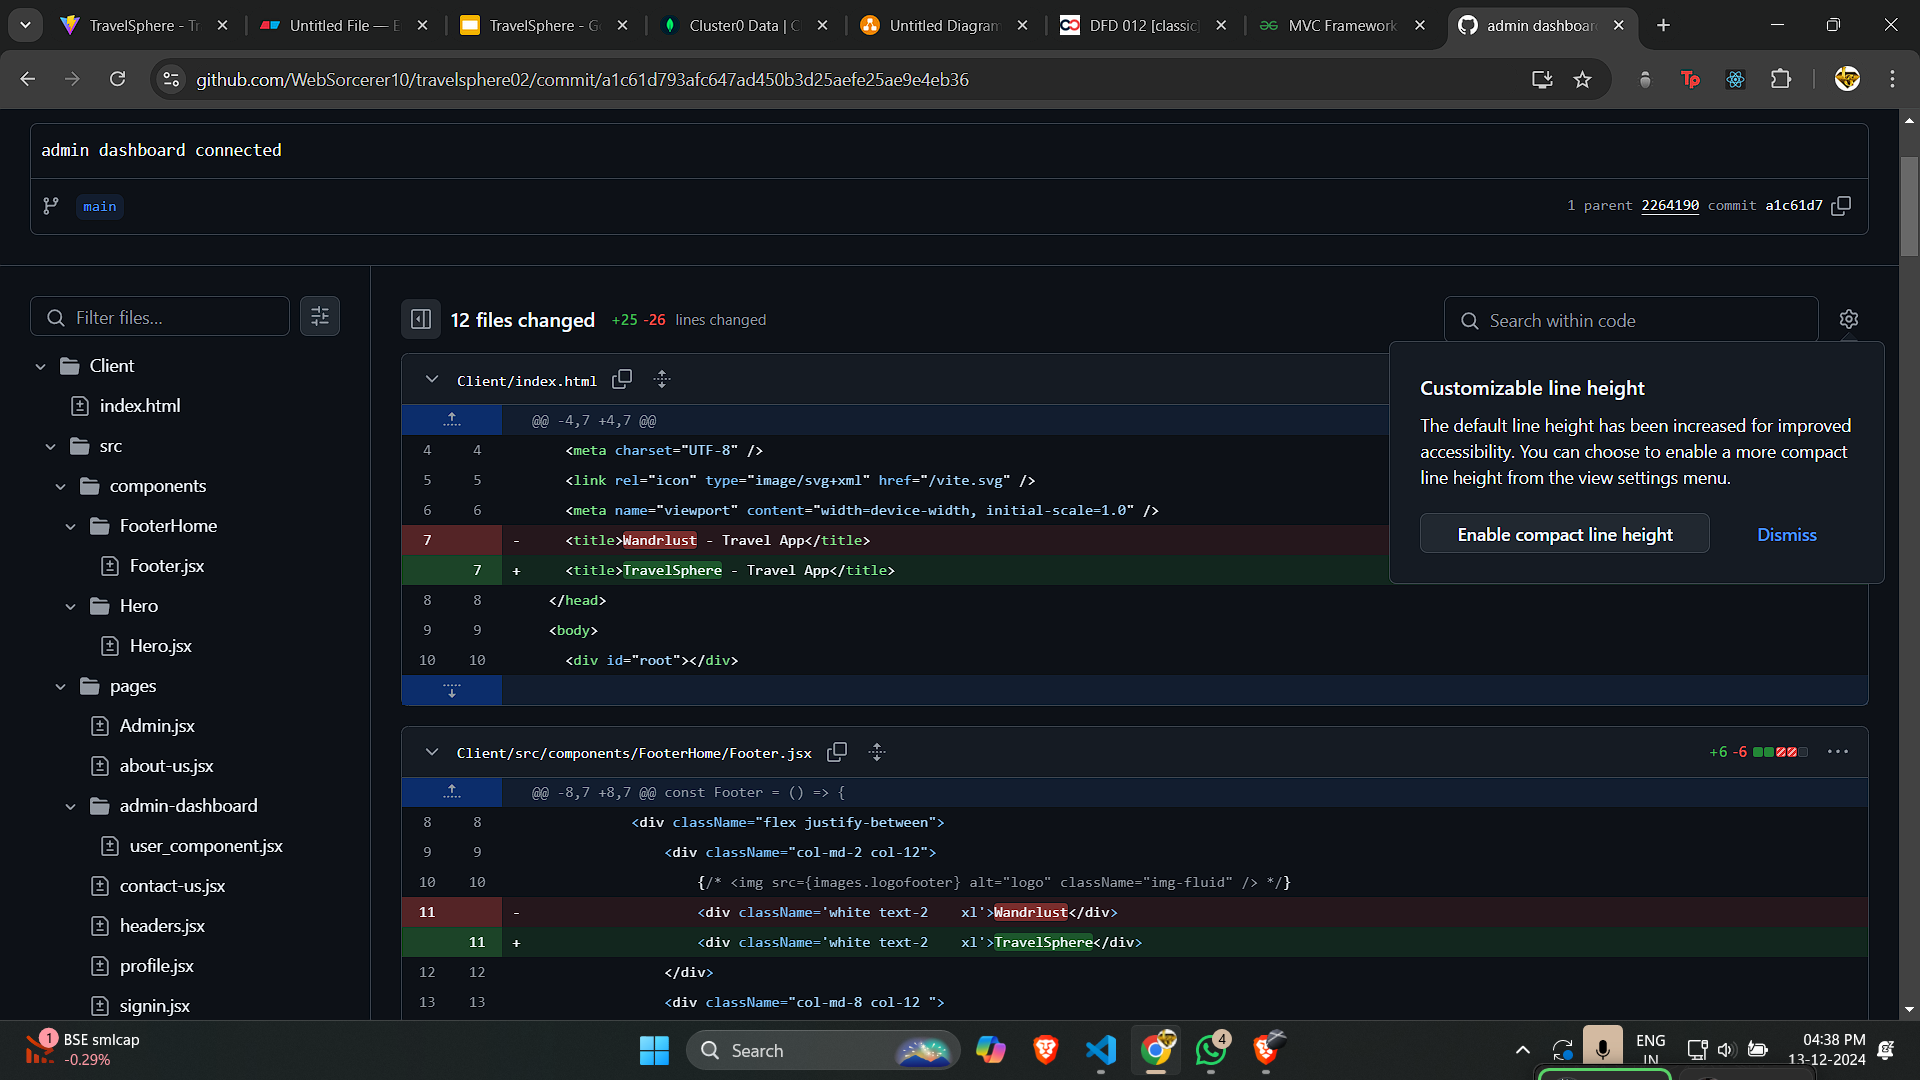 TravelSphere - Tr
Untitled File — E
TravelSphere - Go
Cluster0 Data | C
Untitled Diagram
DFD 012 [classic]
MVC Framework
admin dashboar
github.com/WebSorcerer10/travelsphere02/commit/a1c61d793afc647ad450b3d25aefe25ae9e4eb36
Tp
admin dashboard connected
main
1 parent 2264190 commit a1c61d7
Filter files...
12 files changed +25 -26 lines changed
Search within code
Client
index.html
src
components
FooterHome
Footer.jsx
Hero
Hero.jsx
pages
Admin.jsx
about-us.jsx
admin-dashboard
user_component.jsx
contact-us.jsx
headers.jsx
profile.jsx
signin.jsx
Client/index.html
@@ -4,7 +4,7 @@
4 4 <meta charset="UTF-8" />
5 5 <link rel="icon" type="image/svg+xml" href="/vite.svg" />
6 6 <meta name="viewport" content="width=device-width, initial-scale=1.0" />
7 - <title>Wandrlust - Travel App</title>
7 + <title>TravelSphere - Travel App</title>
8 8 </head>
9 9 <body>
10 10 <div id="root"></div>
Customizable line height
The default line height has been increased for improved
accessibility. You can choose to enable a more compact
line height from the view settings menu.
Enable compact line height
Dismiss
Client/src/components/FooterHome/Footer.jsx
+6 -6
@@ -8,7 +8,7 @@ const Footer = () => {
8 8 <div className="flex justify-between">
9 9 <div className="col-md-2 col-12">
10 10 {/* <img src={images.logofooter} alt="logo" className="img-fluid" /> */}
11 - <div className='white text-2 xl'>Wandrlust</div>
11 + <div className='white text-2 xl'>TravelSphere</div>
12 12 </div>
13 13 <div className="col-md-8 col-12 ">
1
BSE smlcap
-0.29%
Search
4
ENG
IN
04:38 PM
13-12-2024